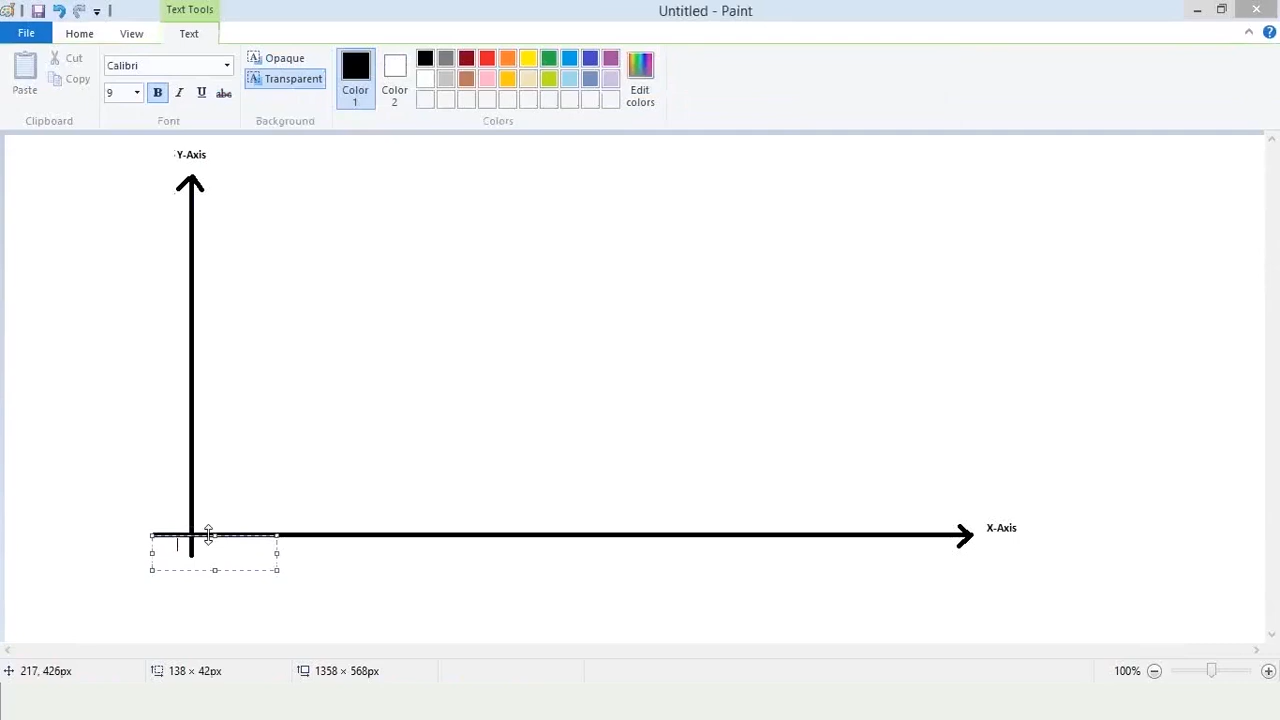 Text Tools
Untitled - Paint
File
Home
View
Text
Paste
Cut
Copy
Clipboard
Calibri
9
B I U abc
Font
A Opaque
A Transparent
Background
Color
1
Color
2
Edit
colors
Colors
Y-Axis
X-Axis
217, 426px
138 × 42px
1358 × 568px
100%